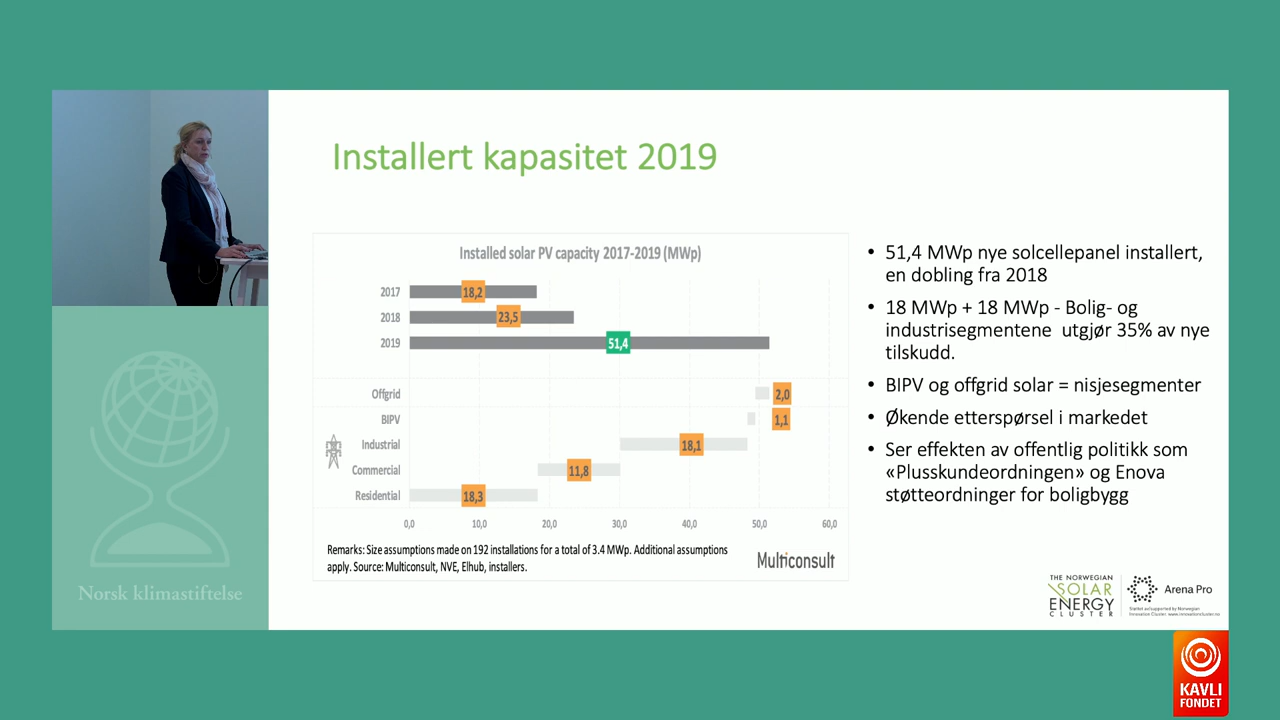 Installert kapasitet 2019
Installed solar PV capacity 2017-2019 (MWp)
2017 18,2
2018 23,5
2019 51,4
Offgrid 2,0
BIPV 1,1
Industrial 18,1
Commercial 11,8
Residential 18,3
0,0 10,0 20,0 30,0 40,0 50,0 60,0
Remarks: Size assumptions made on 192 installations for a total of 3.4 MWp. Additional assumptions
apply. Source: Multiconsult, NVE, Elhub, installers.
Multiconsult
• 51,4 MWp nye solcellepanel installert,
en dobling fra 2018
• 18 MWp + 18 MWp - Bolig- og
industrisegmentene utgjør 35% av nye
tilskudd.
• BIPV og offgrid solar = nisjesegmenter
• Økende etterspørsel i markedet
• Ser effekten av offentlig politikk som
«Plusskundeordningen» og Enova
støtteordninger for boligbygg
THE NORWEGIAN
SOLAR
ENERGY
CLUSTER
Arena Pro
Norsk klimastiftelse
KAVLI
FONDET